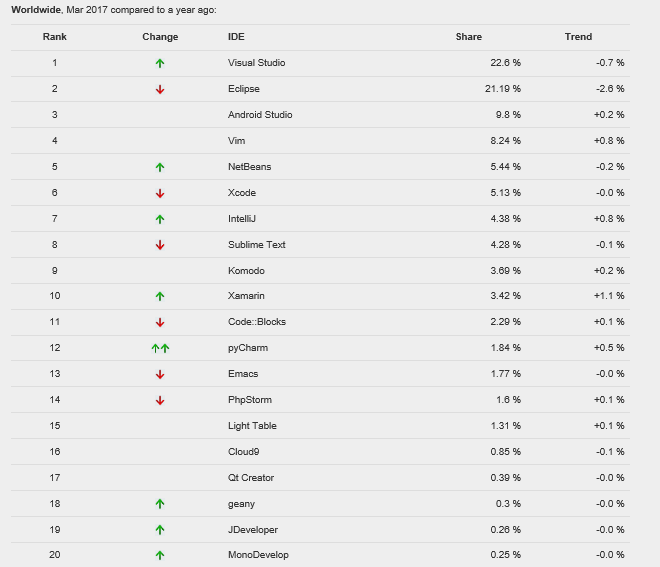 Worldwide, Mar 2017 compared to a year ago:
Rank Change IDE Share Trend
1 ↑ Visual Studio 22.6 % -0.7 %
2 ↓ Eclipse 21.19 % -2.6 %
3 Android Studio 9.8 % +0.2 %
4 Vim 8.24 % +0.8 %
5 ↑ NetBeans 5.44 % -0.2 %
6 ↓ Xcode 5.13 % -0.0 %
7 ↑ IntelliJ 4.38 % +0.8 %
8 ↓ Sublime Text 4.28 % -0.1 %
9 Komodo 3.69 % +0.2 %
10 ↑ Xamarin 3.42 % +1.1 %
11 ↓ Code::Blocks 2.29 % +0.1 %
12 ↑↑ pyCharm 1.84 % +0.5 %
13 ↓ Emacs 1.77 % -0.0 %
14 ↓ PhpStorm 1.6 % +0.1 %
15 Light Table 1.31 % +0.1 %
16 Cloud9 0.85 % -0.1 %
17 Qt Creator 0.39 % -0.0 %
18 ↑ geany 0.3 % -0.0 %
19 ↑ JDeveloper 0.26 % -0.0 %
20 ↑ MonoDevelop 0.25 % -0.0 %